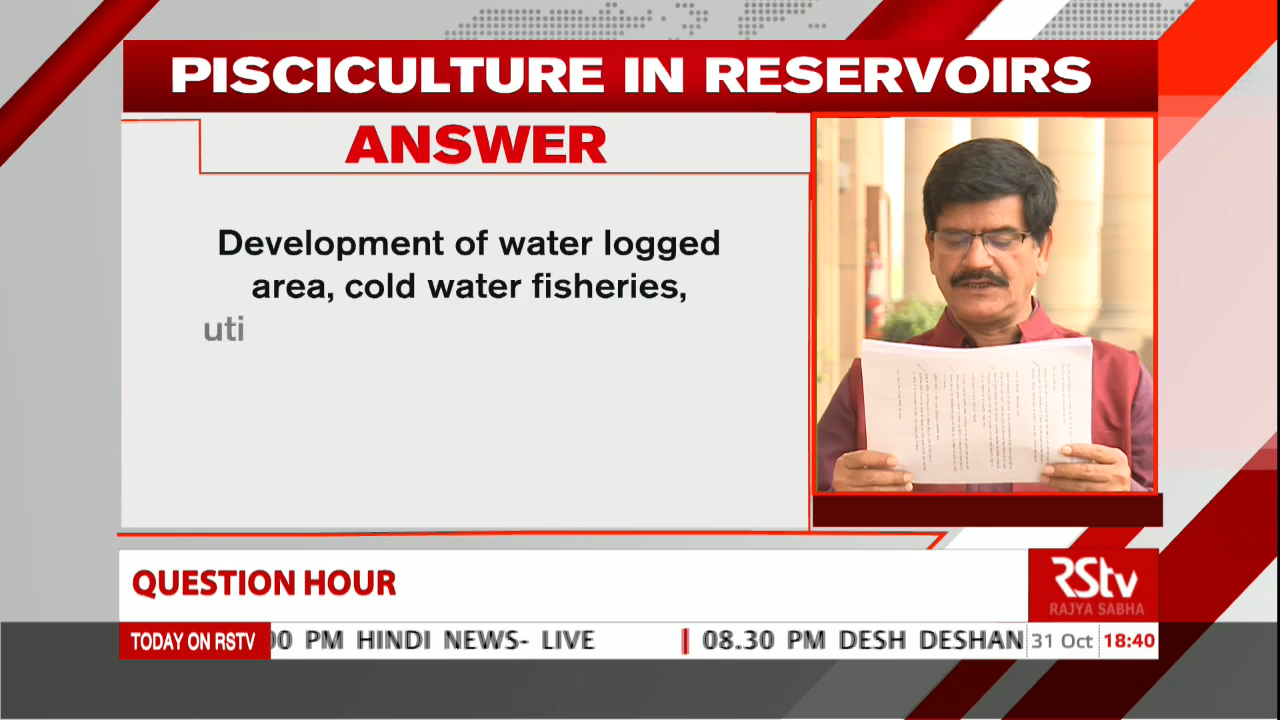 PISCICULTURE IN RESERVOIRS
ANSWER
Development of water logged
area, cold water fisheries,
uti
QUESTION HOUR
RStv
RAJYA SABHA
TODAY ON RSTV
00 PM HINDI NEWS- LIVE
08.30 PM DESH DESHAN
31 Oct
18:40